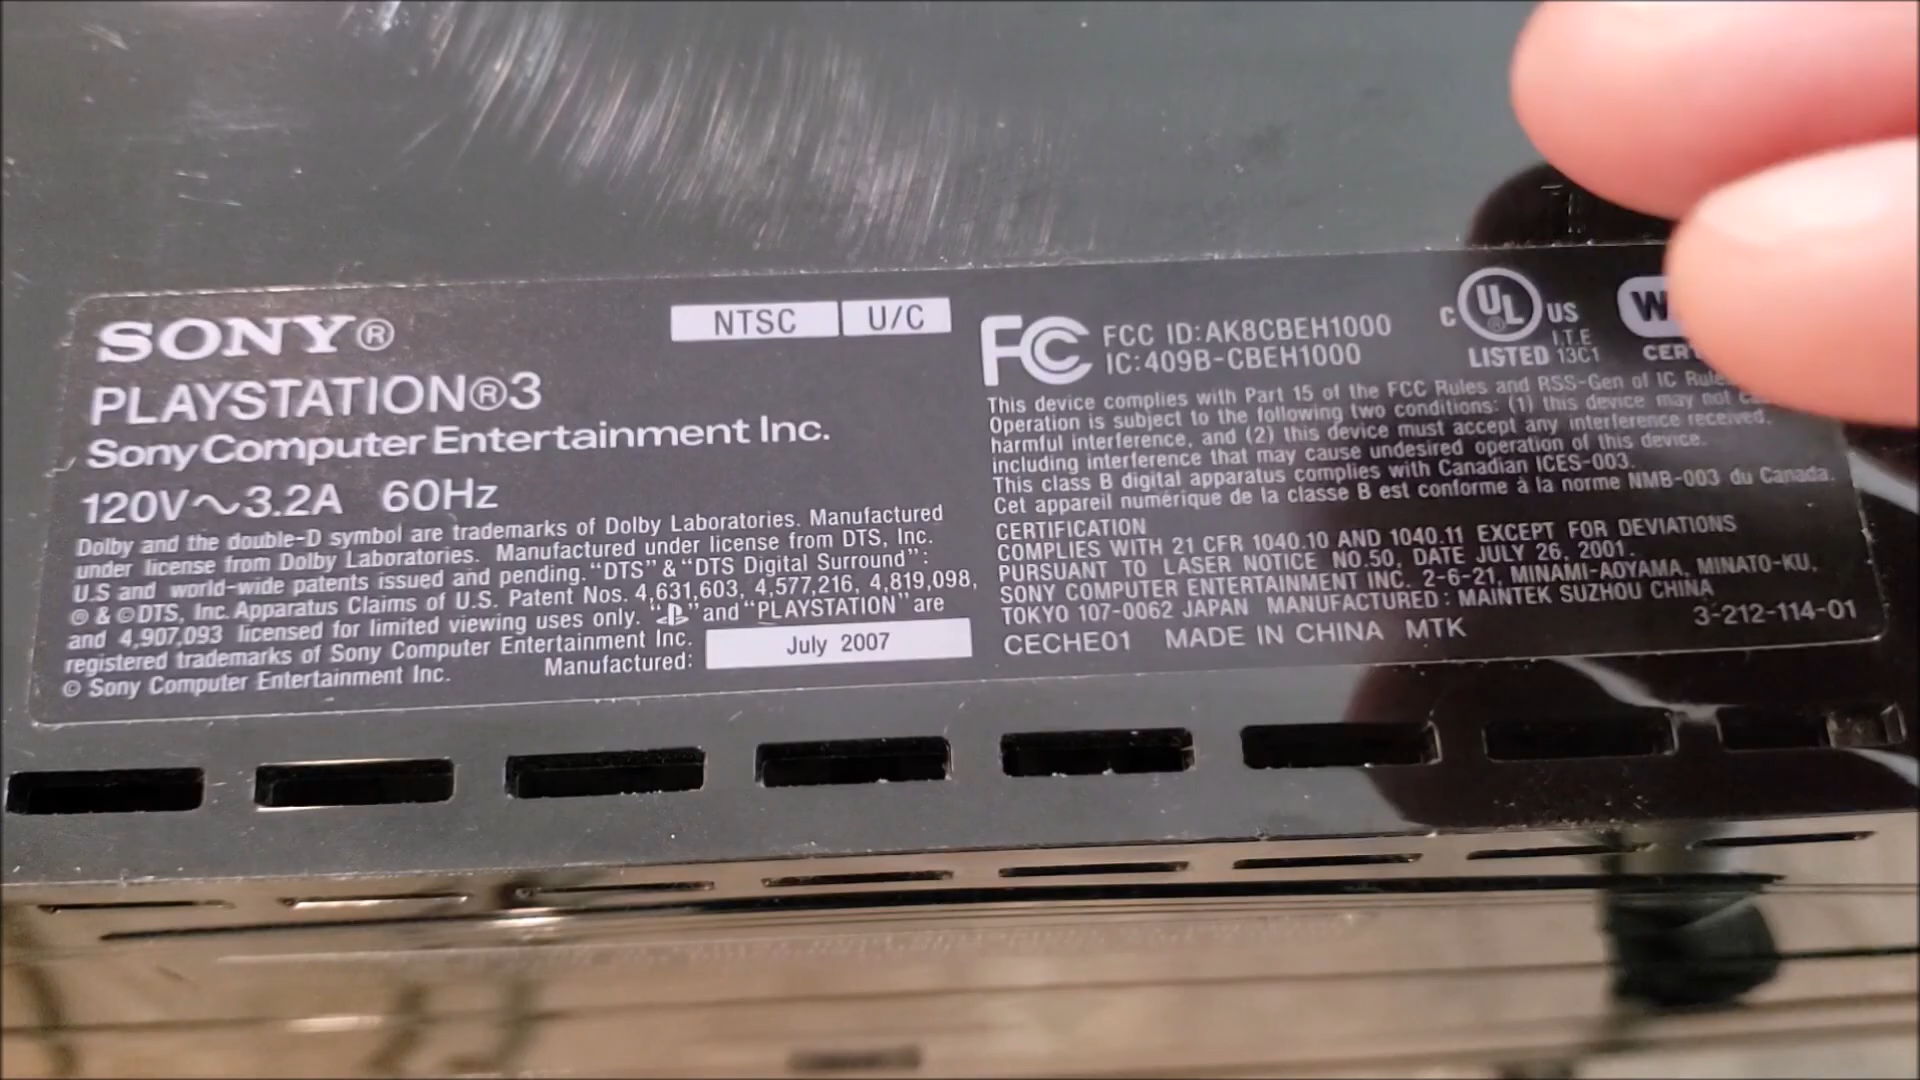 SONY®
NTSC U/C
PLAYSTATION®3
Sony Computer Entertainment Inc.
120V～3.2A 60Hz
Dolby and the double-D symbol are trademarks of Dolby Laboratories. Manufactured
under license from Dolby Laboratories. Manufactured under license from DTS, Inc.
U.S and world-wide patents issued and pending. "DTS" & "DTS Digital Surround":
® & ©DTS, Inc. Apparatus Claims of U.S. Patent Nos. 4,631,603, 4,577,216, 4,819,098,
and 4,907,093 licensed for limited viewing uses only. " " and "PLAYSTATION" are
registered trademarks of Sony Computer Entertainment Inc.
© Sony Computer Entertainment Inc.
Manufactured: July 2007
FC FCC ID:AK8CBEH1000
IC:409B-CBEH1000
C UL ® US
I.T.E
LISTED 13C1
This device complies with Part 15 of the FCC Rules and RSS-Gen of IC
Operation is subject to the following two conditions: (1) this device may not
harmful interference, and (2) this device must accept any interference received,
including interference that may cause undesired operation of this device.
This class B digital apparatus complies with Canadian ICES-003.
Cet appareil numérique de la classe B est conforme à la norme NMB-003 du Canada.
CERTIFICATION
COMPLIES WITH 21 CFR 1040.10 AND 1040.11 EXCEPT FOR DEVIATIONS
PURSUANT TO LASER NOTICE NO.50, DATE JULY 26, 2001.
SONY COMPUTER ENTERTAINMENT INC. 2-6-21, MINAMI-AOYAMA, MINATO-KU,
TOKYO 107-0062 JAPAN MANUFACTURED: MAINTEK SUZHOU CHINA
CECHE01 MADE IN CHINA MTK
3-212-114-01